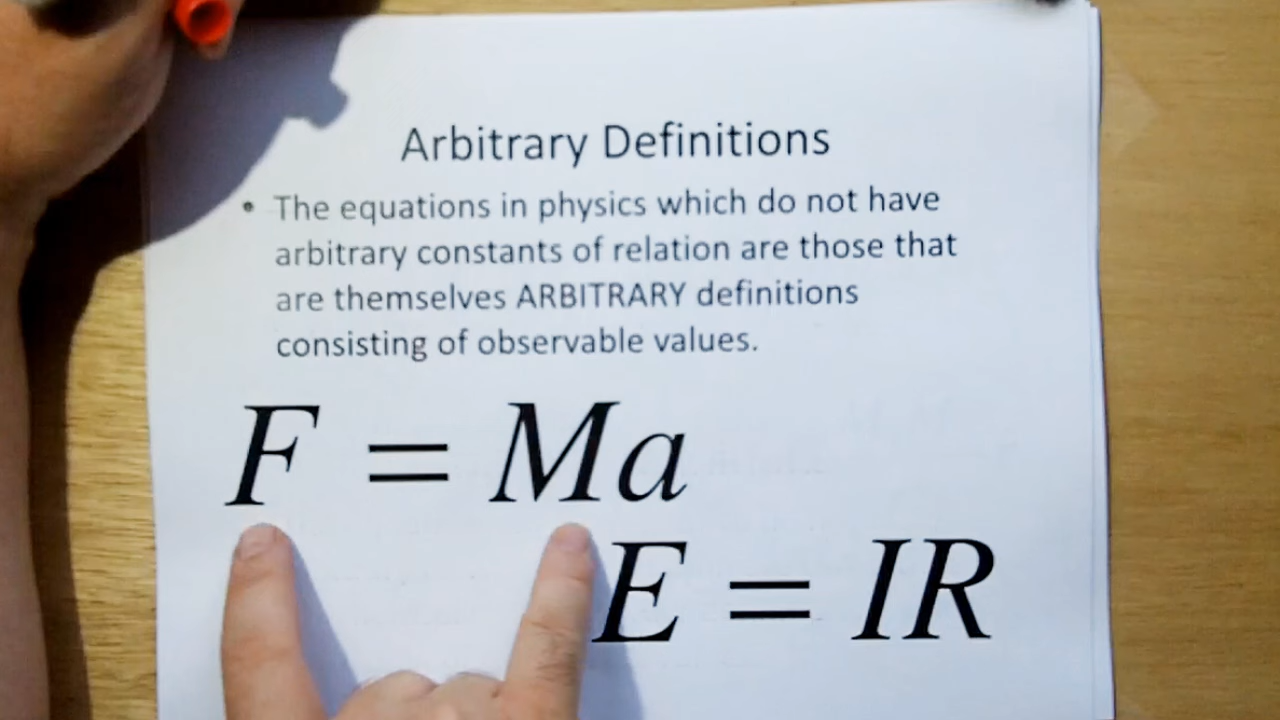 Arbitrary Definitions
• The equations in physics which do not have
arbitrary constants of relation are those that
are themselves ARBITRARY definitions
consisting of observable values.
F = Ma
E = IR